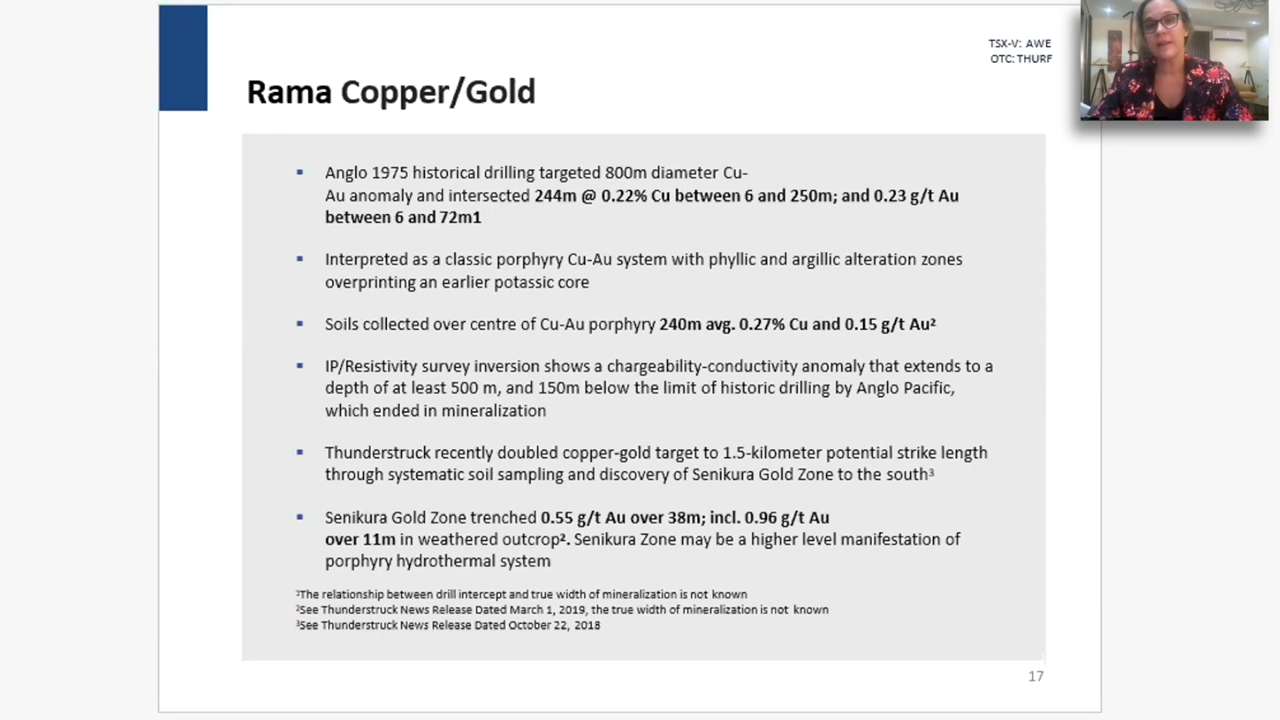 TSX-V: AWE
OTC: THURF
Rama Copper/Gold
▪ Anglo 1975 historical drilling targeted 800m diameter Cu-
Au anomaly and intersected 244m @ 0.22% Cu between 6 and 250m; and 0.23 g/t Au
between 6 and 72m1
▪ Interpreted as a classic porphyry Cu-Au system with phyllic and argillic alteration zones
overprinting an earlier potassic core
▪ Soils collected over centre of Cu-Au porphyry 240m avg. 0.27% Cu and 0.15 g/t Au²
▪ IP/Resistivity survey inversion shows a chargeability-conductivity anomaly that extends to a
depth of at least 500 m, and 150m below the limit of historic drilling by Anglo Pacific,
which ended in mineralization
▪ Thunderstruck recently doubled copper-gold target to 1.5-kilometer potential strike length
through systematic soil sampling and discovery of Senikura Gold Zone to the south³
▪ Senikura Gold Zone trenched 0.55 g/t Au over 38m; incl. 0.96 g/t Au
over 11m in weathered outcrop². Senikura Zone may be a higher level manifestation of
porphyry hydrothermal system
¹The relationship between drill intercept and true width of mineralization is not known
²See Thunderstruck News Release Dated March 1, 2019, the true width of mineralization is not known
³See Thunderstruck News Release Dated October 22, 2018
17